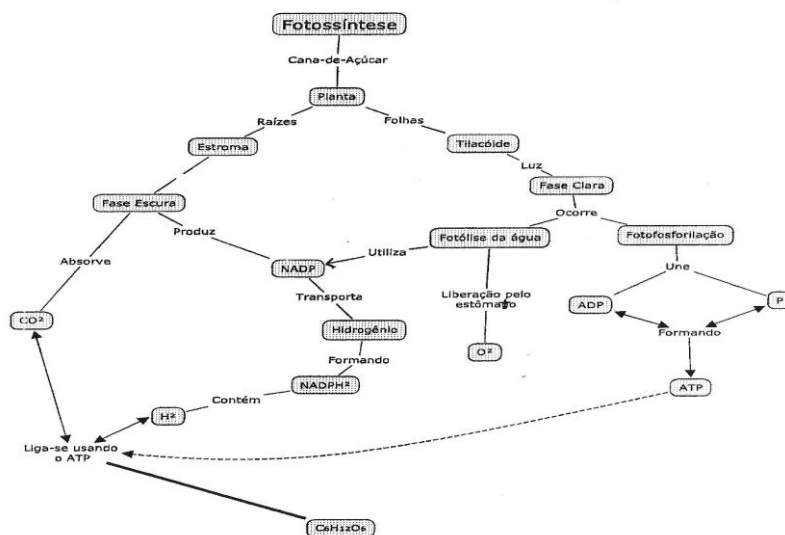 Fotossíntese
Cana-de-Açúcar
Planta
Raízes
Folhas
Estroma
Tilacóide
Luz
Fase Escura
Fase Clara
Ocorre
Produz
Utiliza
Fotólise da água
Fotofosforilação
Absorve
NADP
Une
Transporta
Liberação pelo
estômato
ADP
P
CO²
Hidrogênio
Formando
Formando
O²
NADPH²
ATP
Contém
H²
Liga-se usando
o ATP
C6H12O6